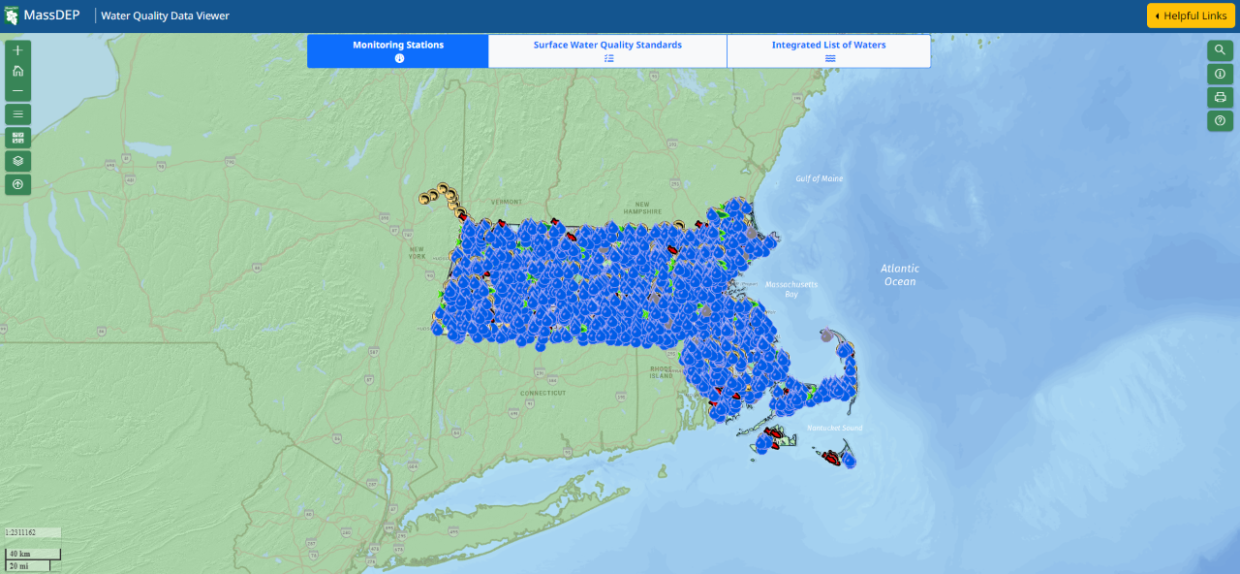 MassDEP
Water Quality Data Viewer
Helpful Links
Monitoring Stations
Surface Water Quality Standards
Integrated List of Waters
Gulf of Maine
VERMONT
NEW
HAMPSHIRE
NEW
YORK
Atlantic
Ocean
Massachusetts
Bay
RHODE
ISLAND
CONNECTICUT
Nantucket Sound
1:2311162
40 km
20 mi